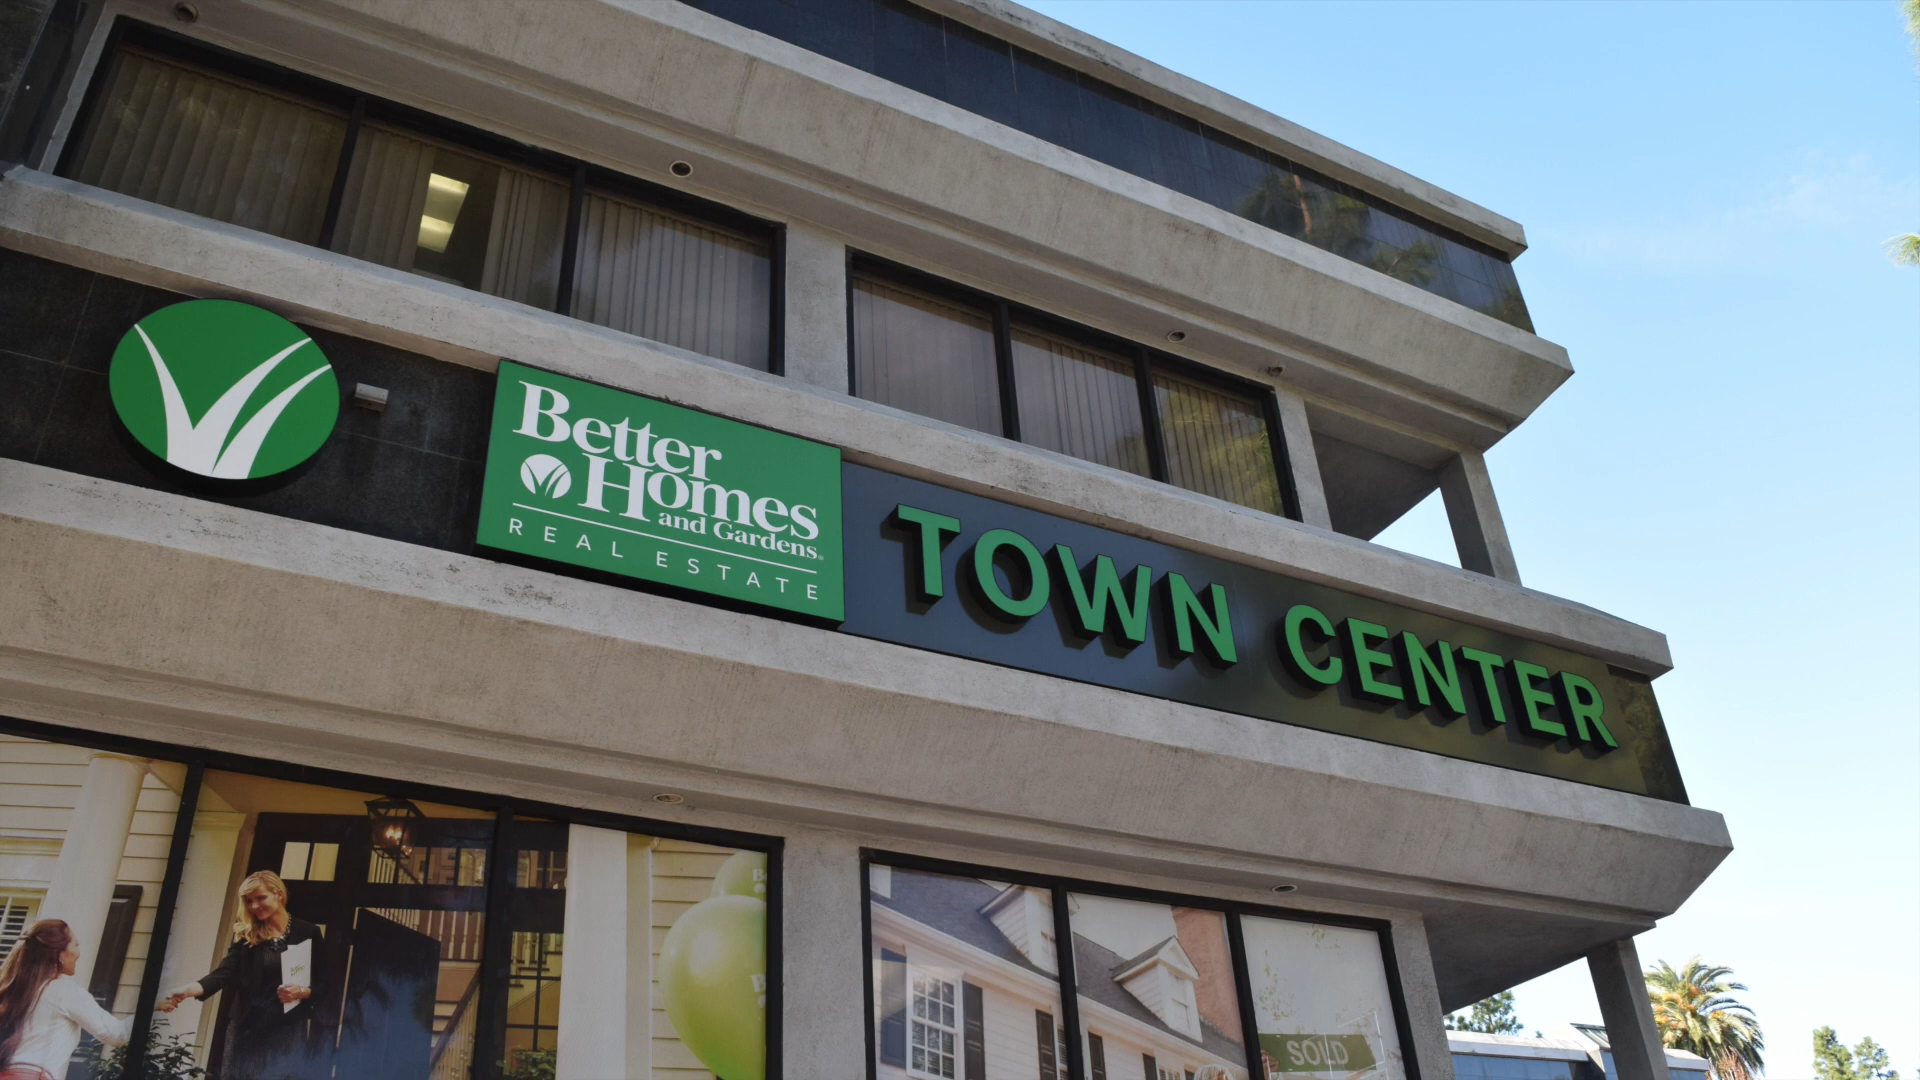 Better
Homes
and Gardens
REAL ESTATE
TOWN CENTER
SOLD